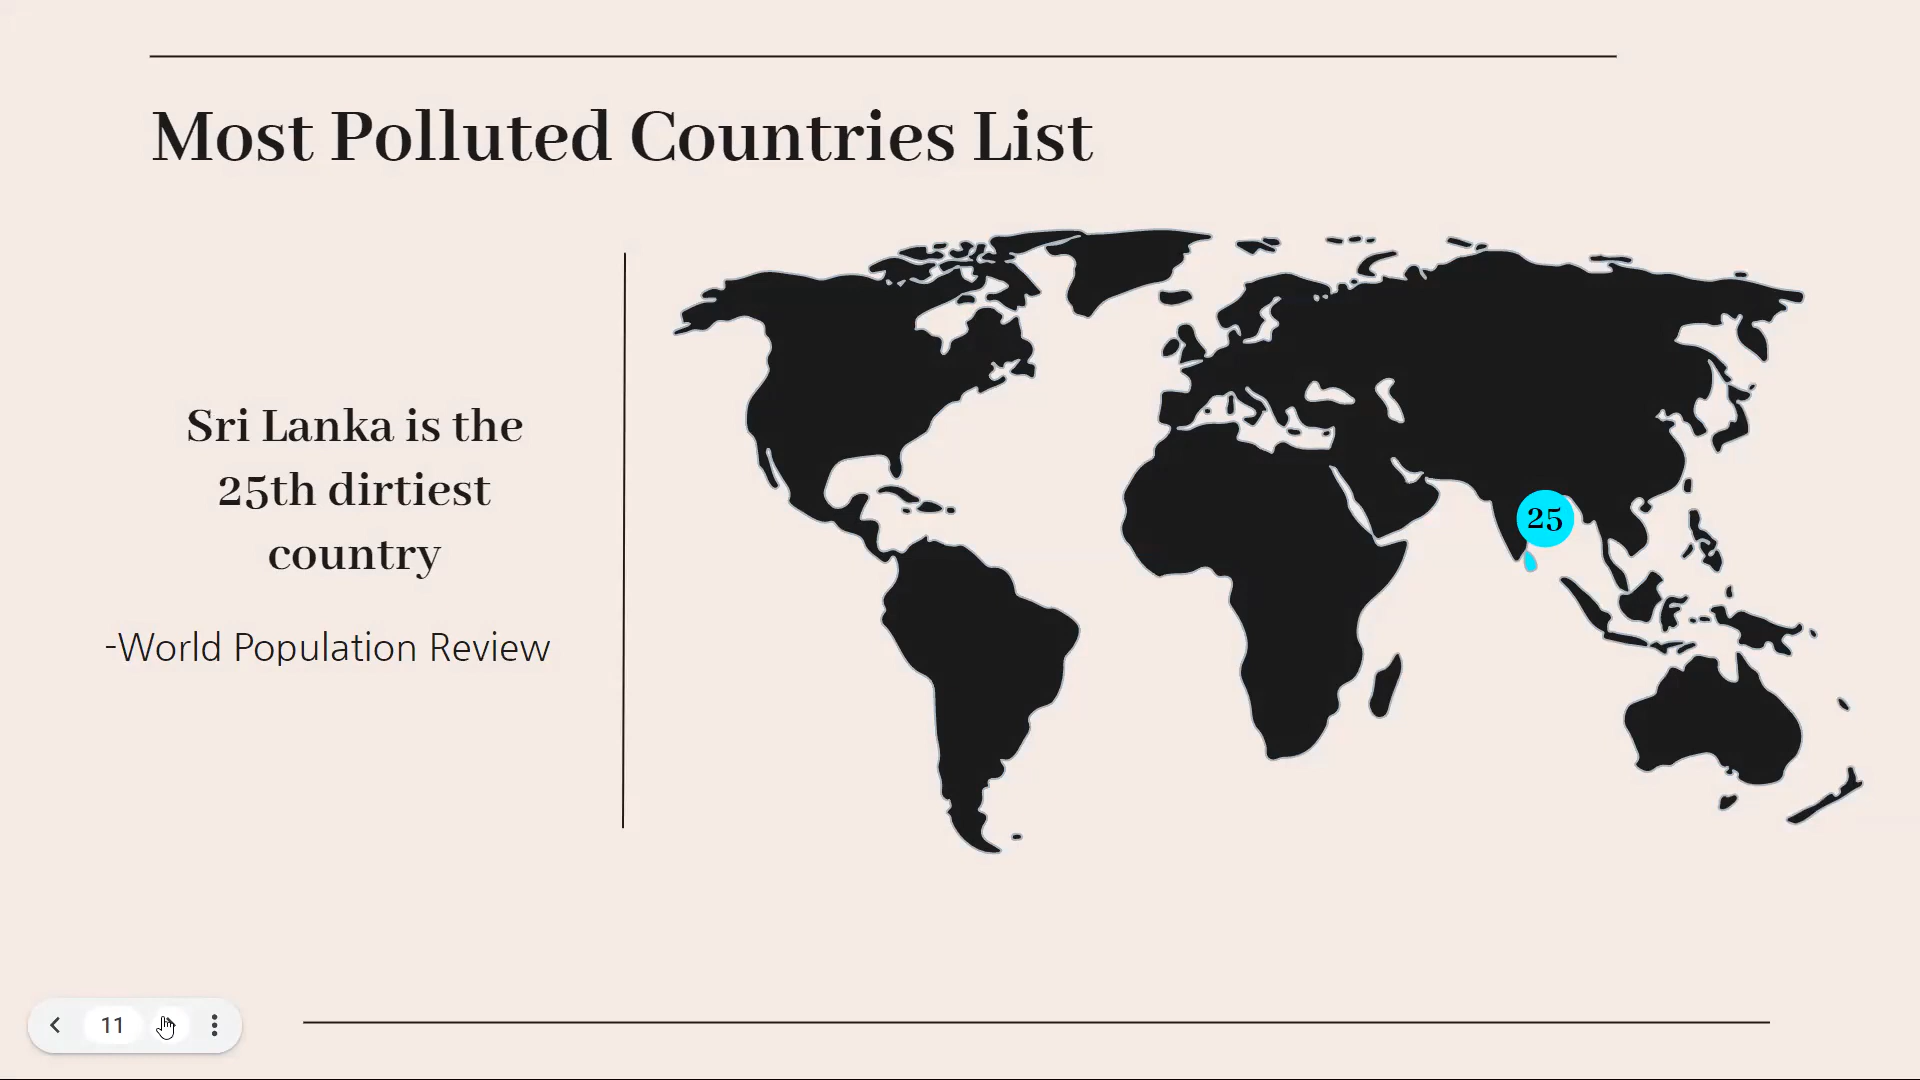 Most Polluted Countries List
Sri Lanka is the
25th dirtiest
country
-World Population Review
25
11